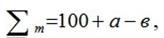 ∑ m = 100 + а − в ,